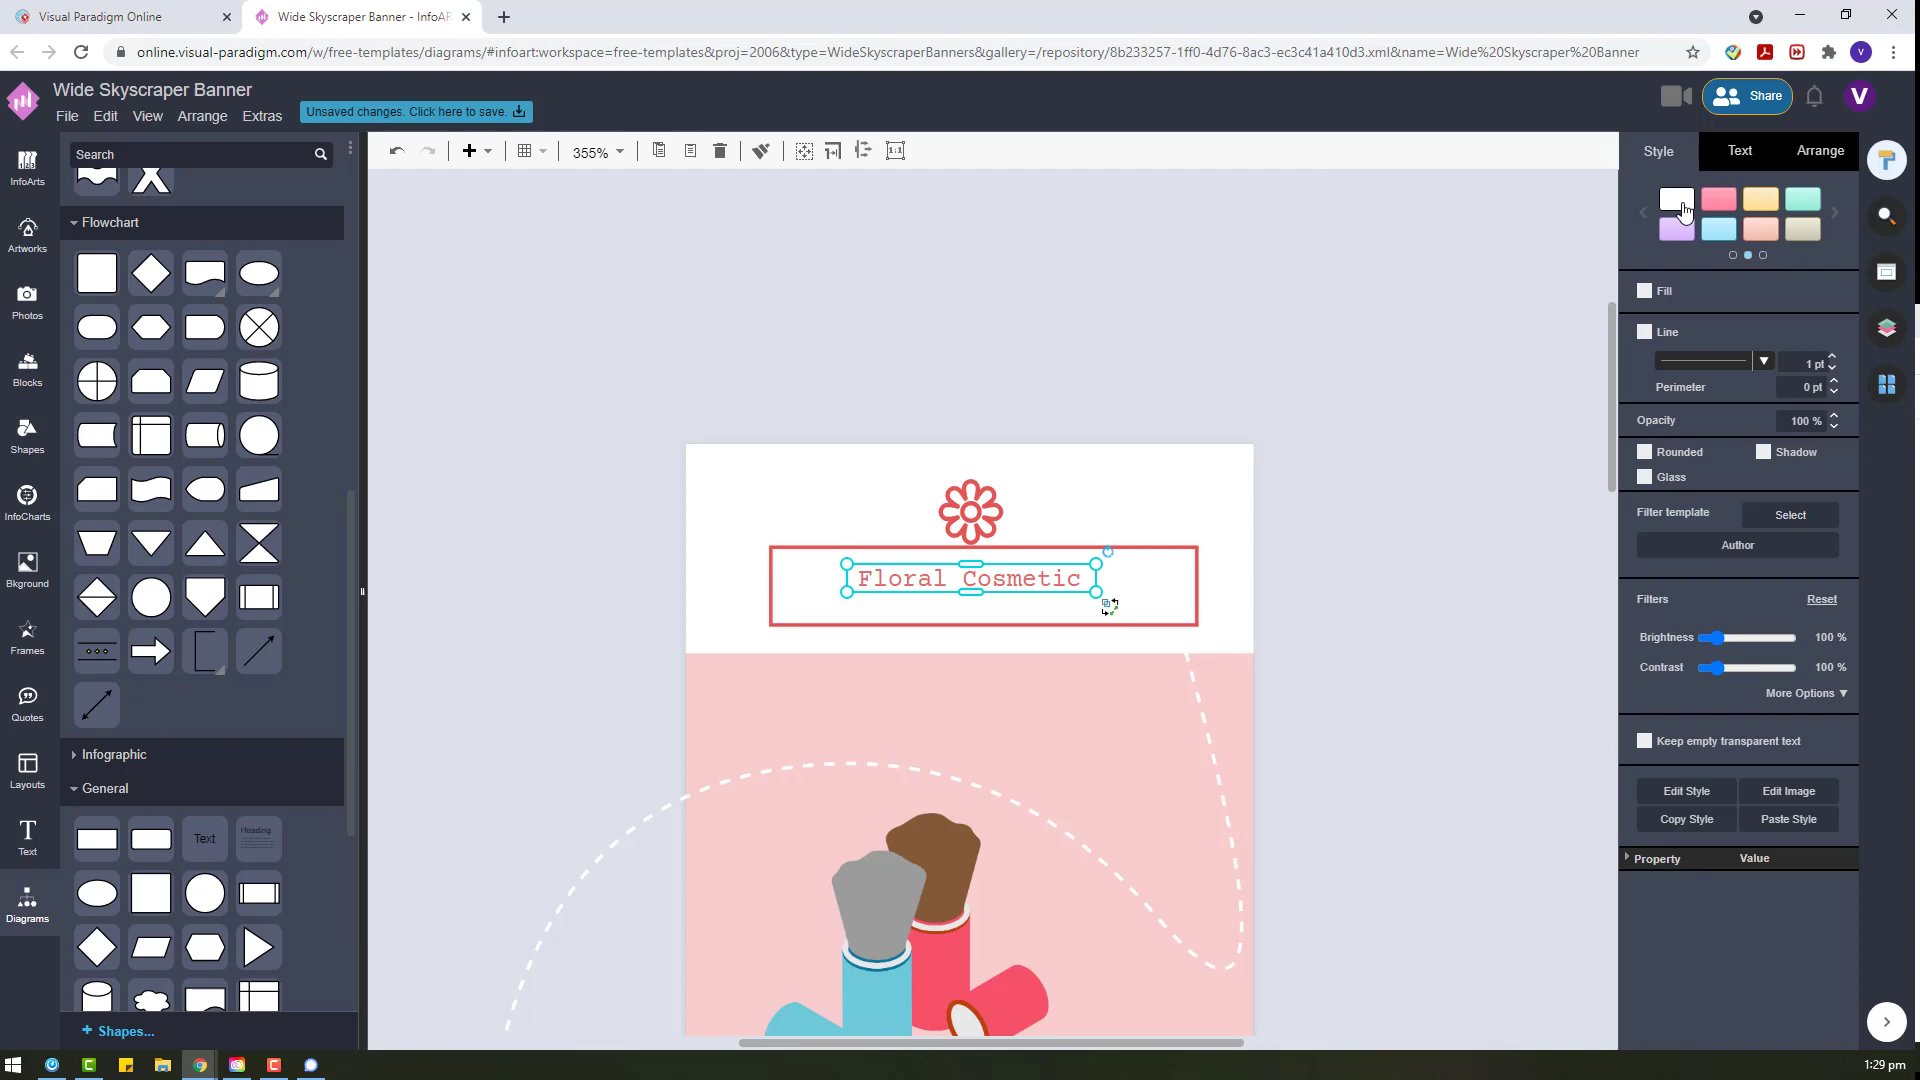 Visual Paradigm Online
Wide Skyscraper Banner - InfoAR
online.visual-paradigm.com/w/free-templates/diagrams/#infoart:workspace=free-templates&proj=2006&type=WideSkyscraperBanners&gallery=/repository/8b233257-1ff0-4d76-8ac3-ec3c41a410d3.xml&name=Wide%20Skyscraper%20Banner
V
Wide Skyscraper Banner
File
Edit
View
Arrange
Extras
Unsaved changes. Click here to save.
Share
V
InfoArts
Artworks
Photos
Blocks
Shapes
InfoCharts
Bkground
Frames
Quotes
Layouts
Text
Diagrams
Search
Flowchart
Infographic
General
Text
Heading
Shapes...
355%
1:1
Floral Cosmetic
Style
Text
Arrange
Fill
Line
1 pt
Perimeter
0 pt
Opacity
100 %
Rounded
Shadow
Glass
Filter template
Select
Author
Filters
Reset
Brightness
100 %
Contrast
100 %
More Options ▼
Keep empty transparent text
Edit Style
Edit Image
Copy Style
Paste Style
Property
Value
1:29 pm